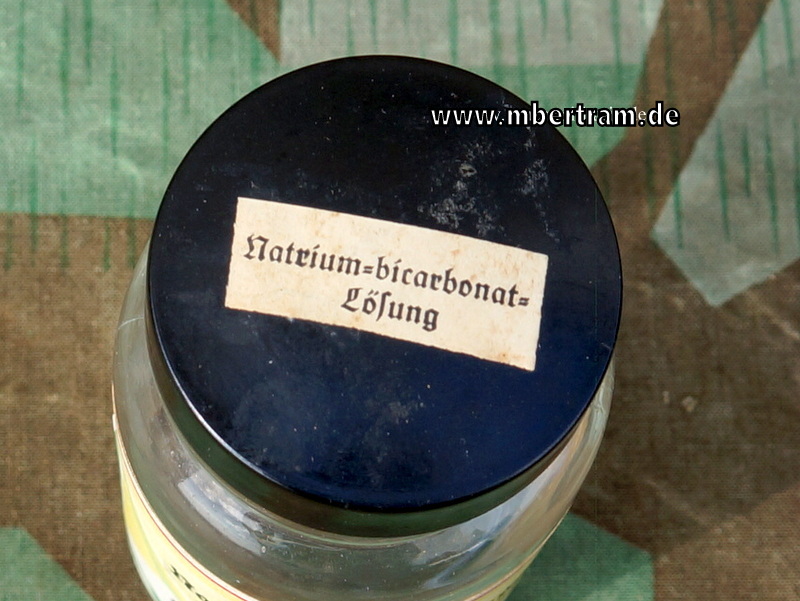 www.mbertram.de
Natrium=bicarbonat=
Lösung